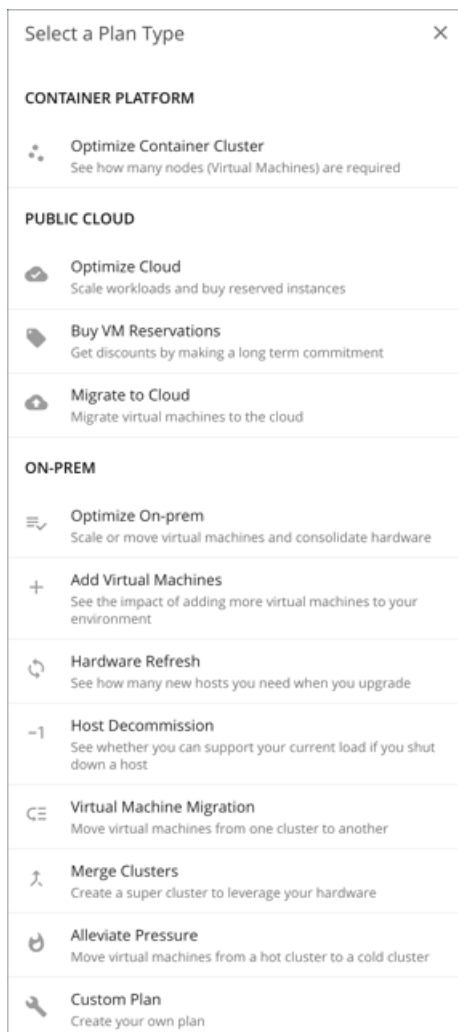 Select a Plan Type
CONTAINER PLATFORM
Optimize Container Cluster
See how many nodes (Virtual Machines) are required
PUBLIC CLOUD
Optimize Cloud
Scale workloads and buy reserved instances
Buy VM Reservations
Get discounts by making a long term commitment
Migrate to Cloud
Migrate virtual machines to the cloud
ON-PREM
Optimize On-prem
Scale or move virtual machines and consolidate hardware
Add Virtual Machines
See the impact of adding more virtual machines to your
environment
Hardware Refresh
See how many new hosts you need when you upgrade
-1 Host Decommission
See whether you can support your current load if you shut
down a host
Virtual Machine Migration
Move virtual machines from one cluster to another
Merge Clusters
Create a super cluster to leverage your hardware
Alleviate Pressure
Move virtual machines from a hot cluster to a cold cluster
Custom Plan
Create your own plan